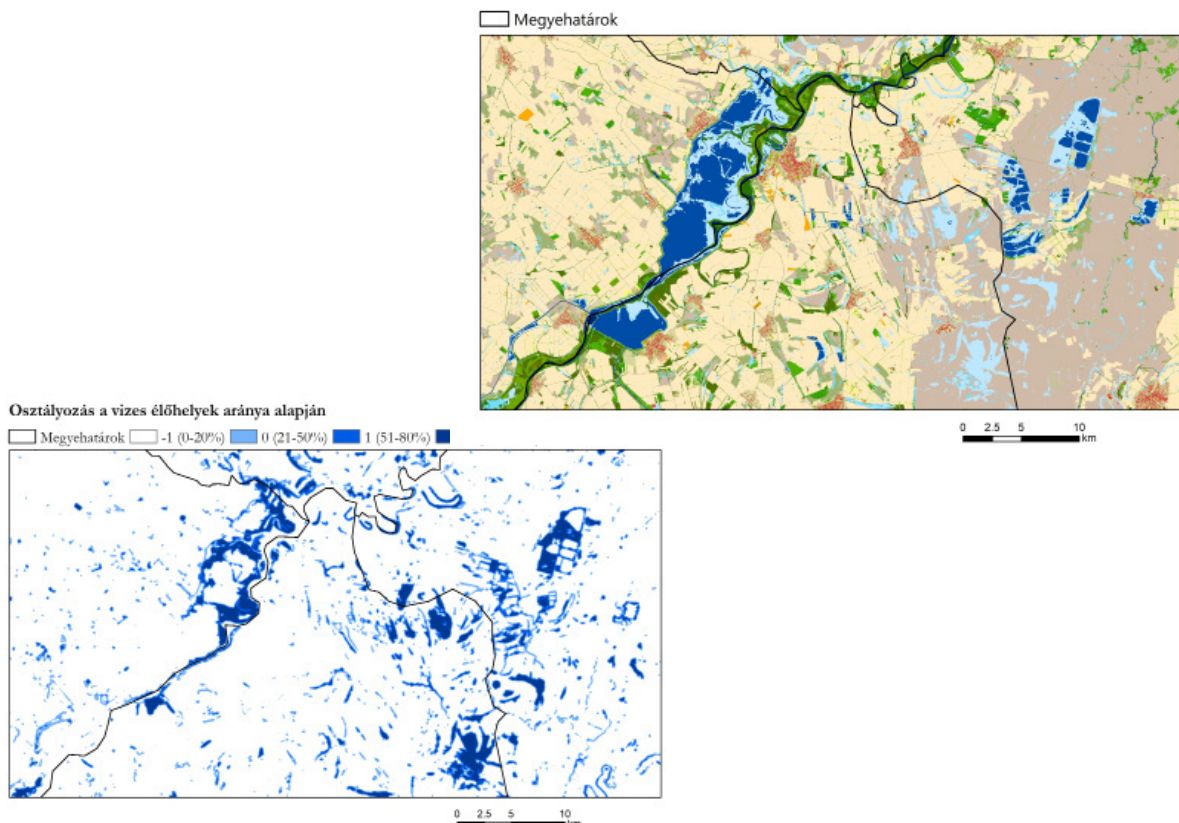 Megyehatárok
0 2.5 5 10
km
Osztályozás a vizes élőhelyek aránya alapján
Megyehatárok -1 (0-20%) 0 (21-50%) 1 (51-80%)
0 2.5 5 10
km